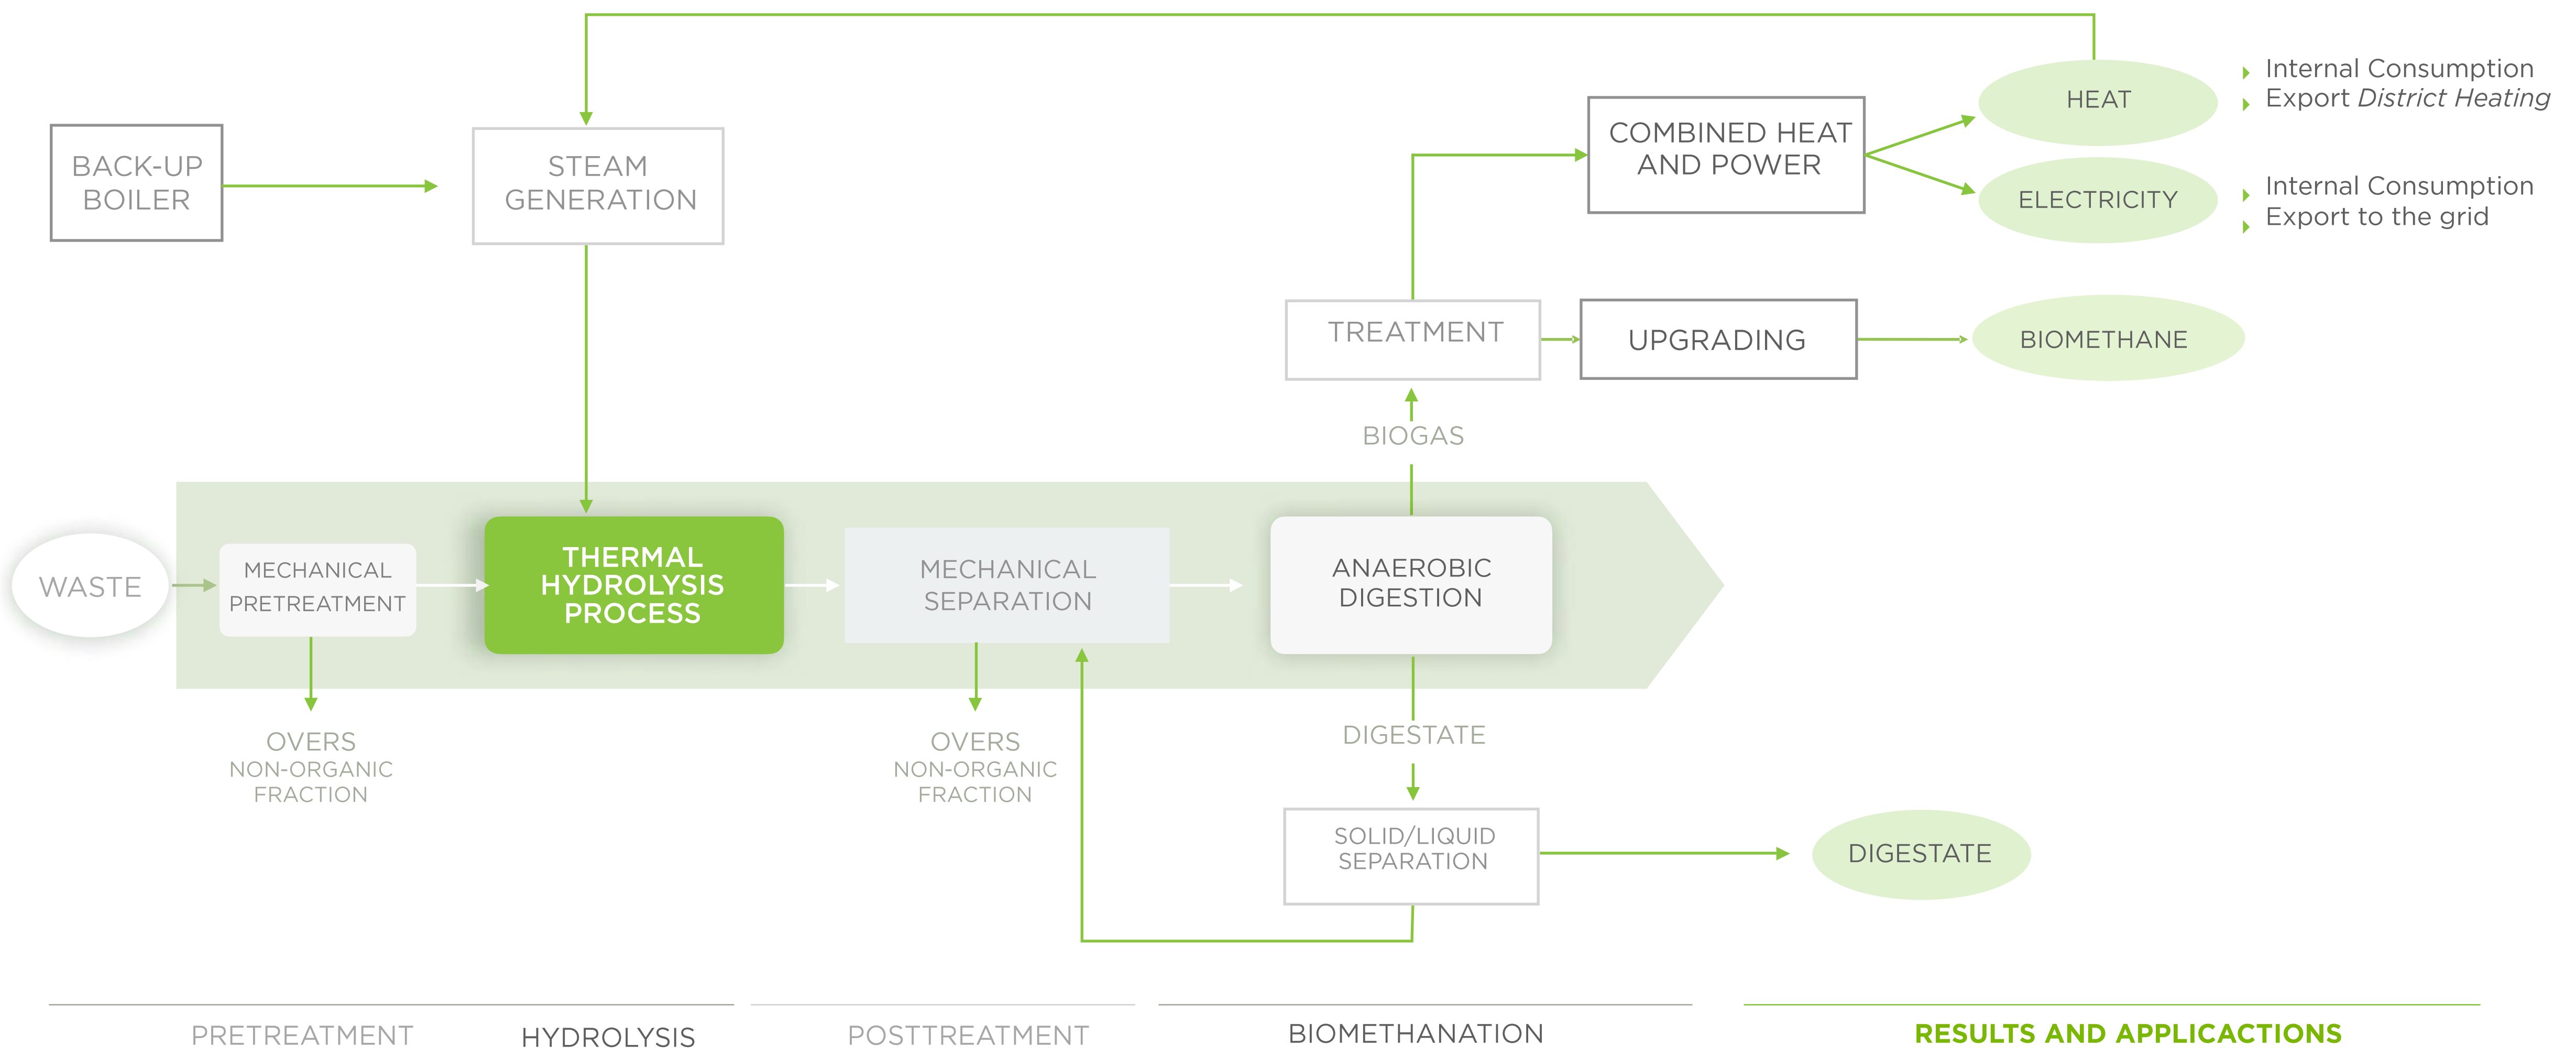 HEAT
Internal Consumption
Export District Heating
COMBINED HEAT
AND POWER
BACK-UP
BOILER
STEAM
GENERATION
ELECTRICITY
Internal Consumption
Export to the grid
TREATMENT
UPGRADING
BIOMETHANE
BIOGAS
WASTE
MECHANICAL
PRETREATMENT
THERMAL
HYDROLYSIS
PROCESS
MECHANICAL
SEPARATION
ANAEROBIC
DIGESTION
OVERS
NON-ORGANIC
FRACTION
OVERS
NON-ORGANIC
FRACTION
DIGESTATE
SOLID/LIQUID
SEPARATION
DIGESTATE
PRETREATMENT
HYDROLYSIS
POSTTREATMENT
BIOMETHANATION
RESULTS AND APPLICACTIONS